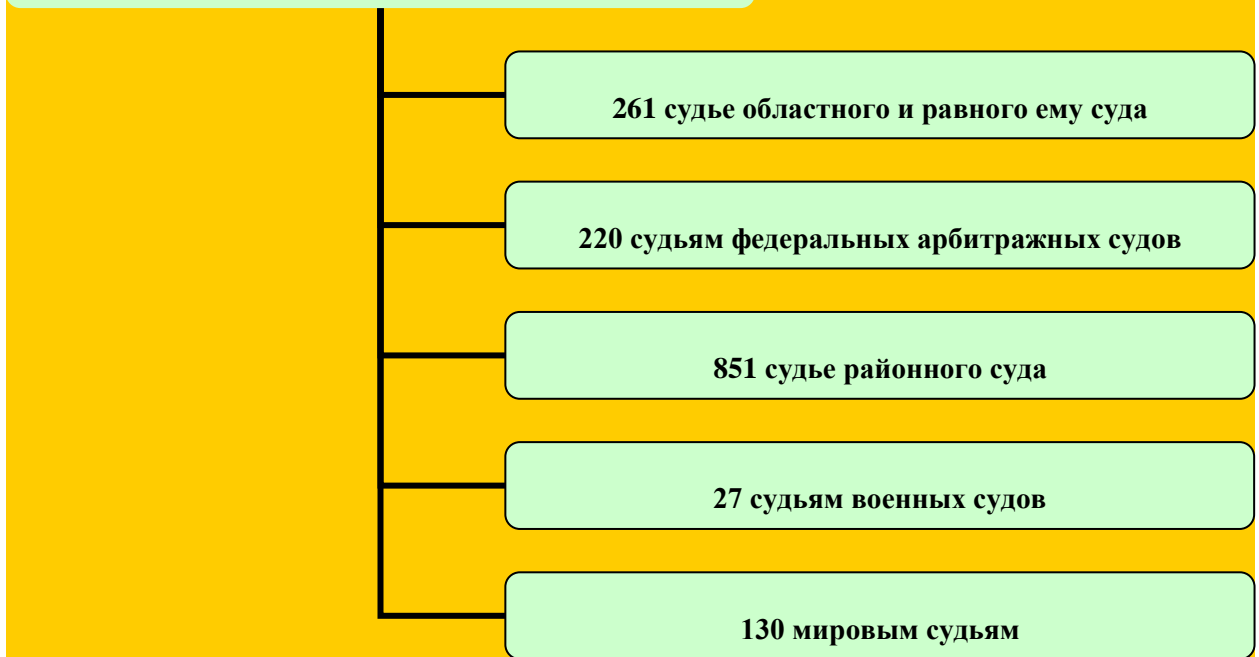 261 судье областного и равного ему суда
220 судьям федеральных арбитражных судов
851 судье районного суда
27 судьям военных судов
130 мировым судьям